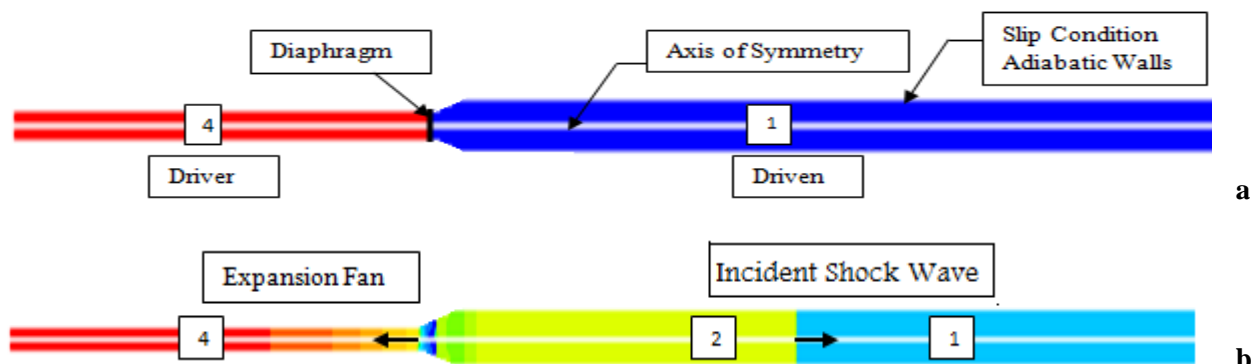 Diaphragm
Axis of Symmetry
Slip Condition
Adiabatic Walls
4
1
Driver
Driven
a
Expansion Fan
Incident Shock Wave
4
2
1
b